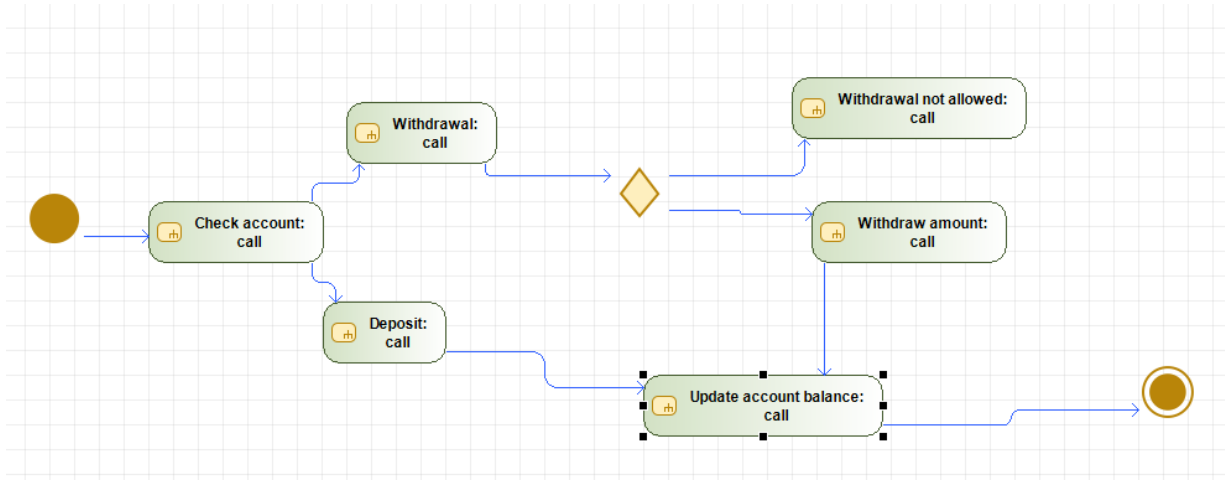 Withdrawal not allowed:
call
Withdrawal:
call
Check account:
call
Withdraw amount:
call
Deposit:
call
Update account balance:
call